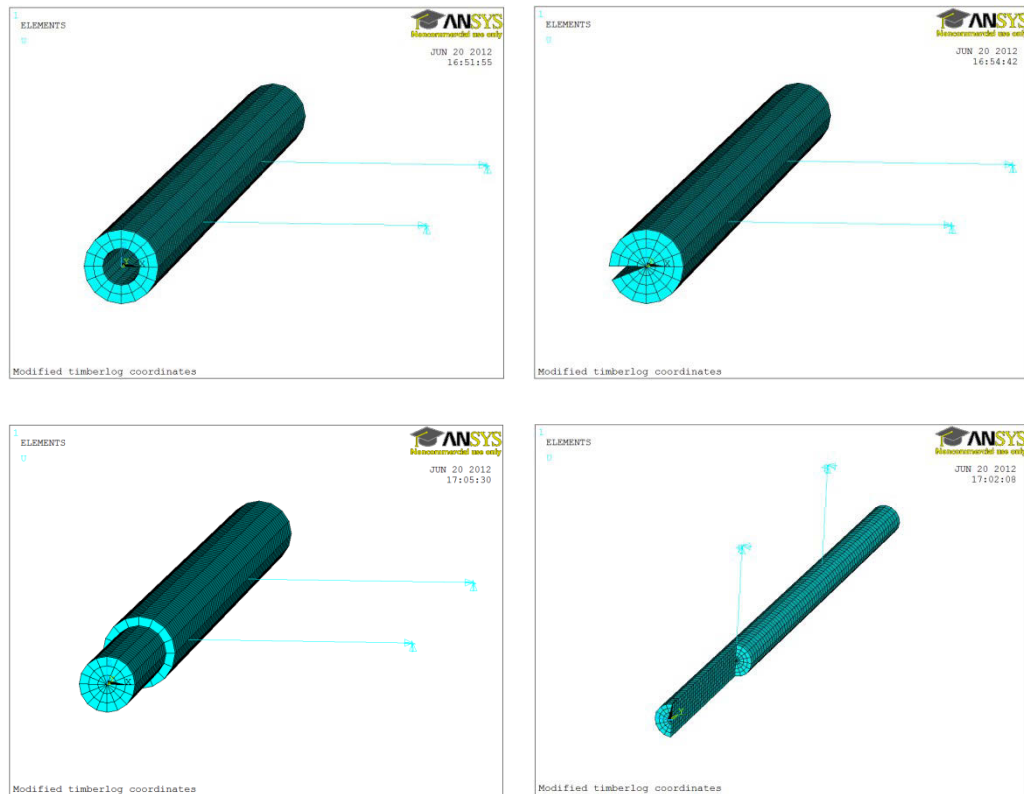 1
ELEMENTS
U
ANSYS
Noncommercial use only
JUN 20 2012
16:51:55
Modified timberlog coordinates
1
ELEMENTS
U
ANSYS
Noncommercial use only
JUN 20 2012
16:54:42
Modified timberlog coordinates
1
ELEMENTS
U
ANSYS
Noncommercial use only
JUN 20 2012
17:05:30
Modified timberlog coordinates
1
ELEMENTS
U
ANSYS
Noncommercial use only
JUN 20 2012
17:02:08
Modified timberlog coordinates